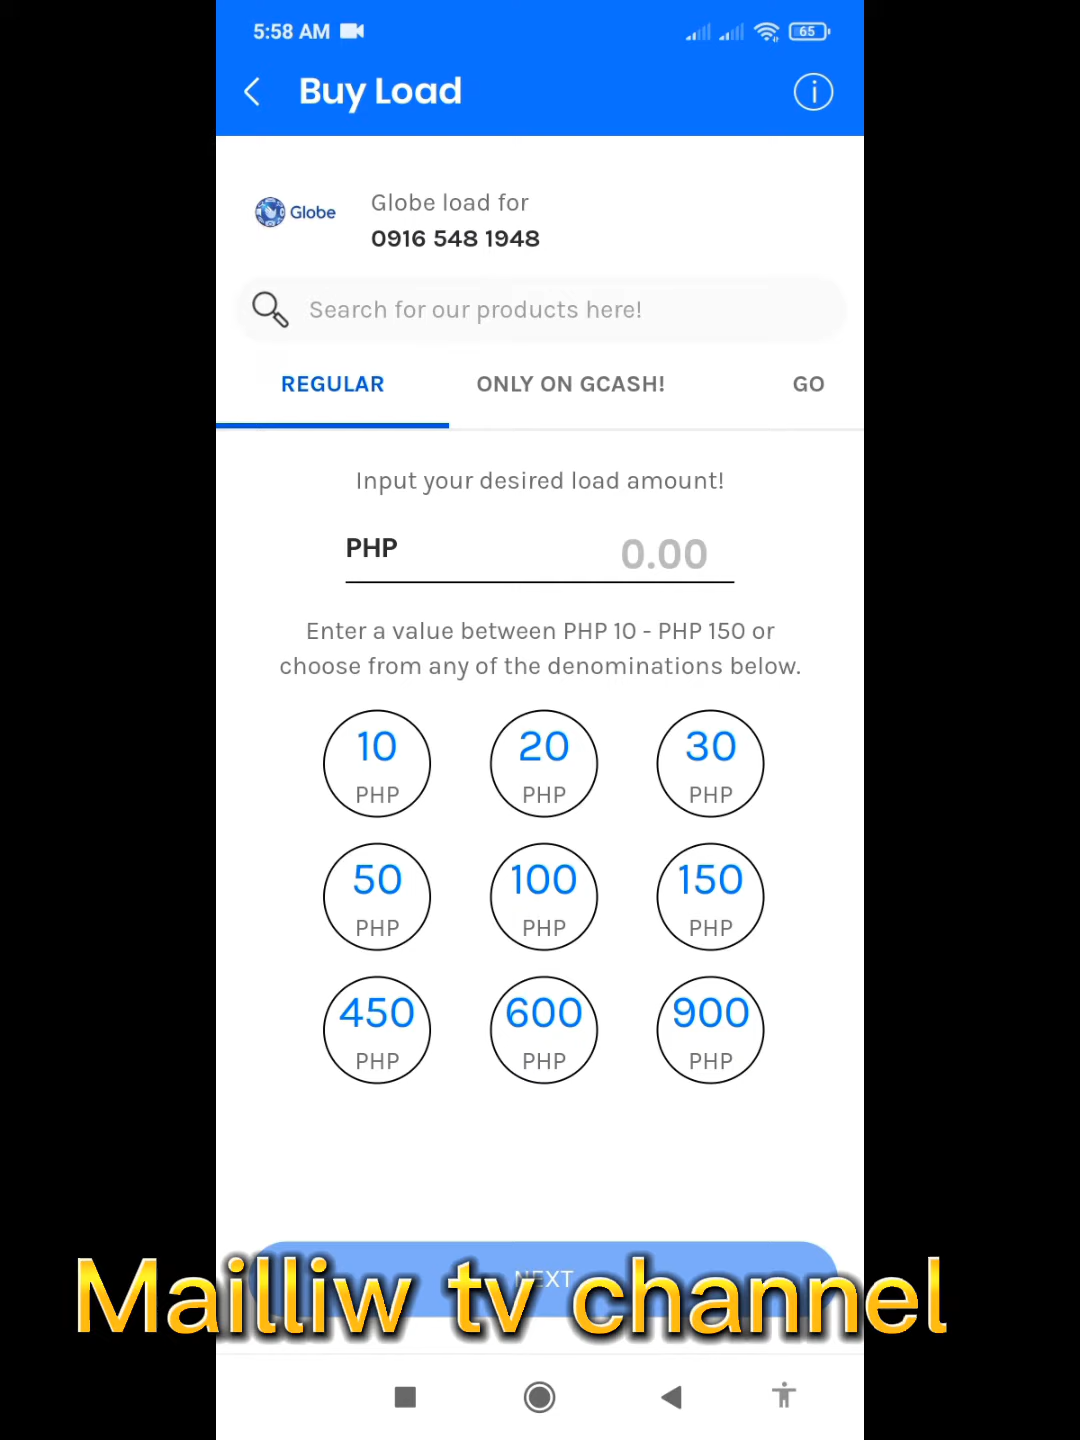 5:58 AM
65
Buy Load
Globe
Globe load for
0916 548 1948
Search for our products here!
REGULAR
ONLY ON GCASH!
GO
Input your desired load amount!
PHP
0.00
Enter a value between PHP 10 - PHP 150 or
choose from any of the denominations below.
10
PHP
20
PHP
30
PHP
50
PHP
100
PHP
150
PHP
450
PHP
600
PHP
900
PHP
NEXT
Mailliw tv channel